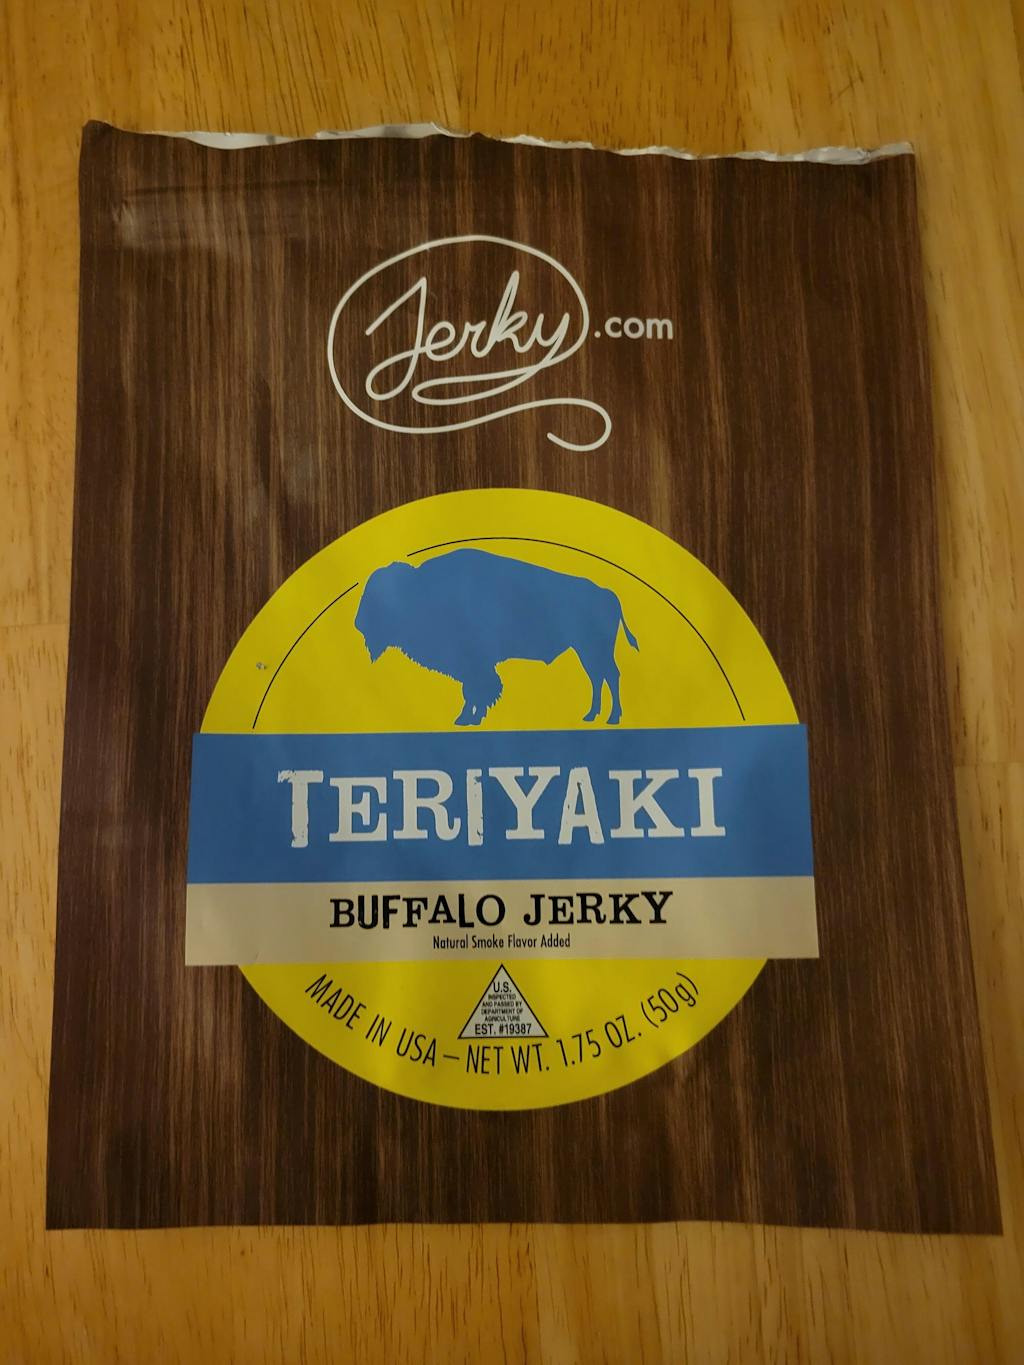 Jerky.com
TERIYAKI
BUFFALO JERKY
Natural Smoke Flavor Added
U.S.
INSPECTED
AND PASSED BY
DEPARTMENT OF
AGRICULTURE
EST. #19387
MADE IN USA – NET WT. 1.75 OZ. (50g)